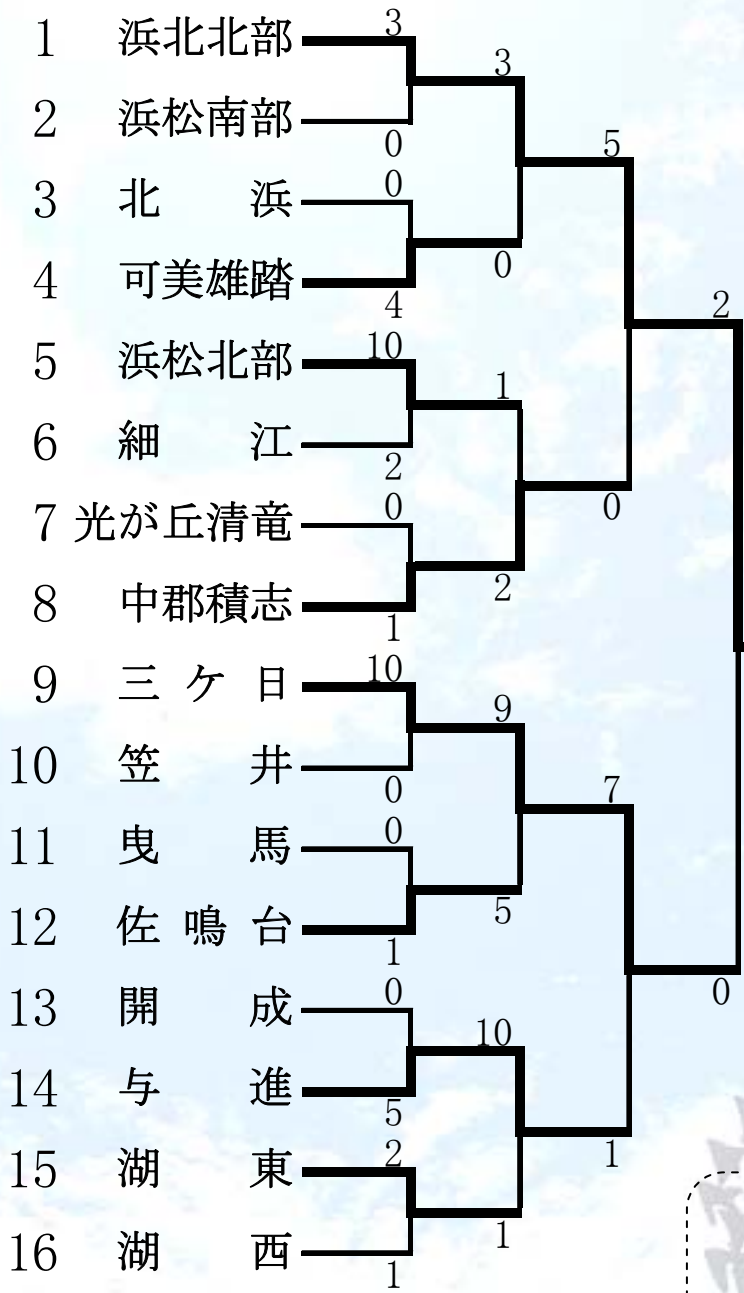 3
1 浜北北部
3
2 浜松南部
0
5
0
3 北 浜
0
4 可美雄踏
4
2
10
5 浜松北部
1
6 細 江
2
0
0
7 光が丘清竜
2
8 中郡積志
1
10
9 三ケ日
9
10 笠 井
0
7
0
11 曳 馬
5
12 佐鳴台
1
0
0
13 開 成
10
14 与 進
5
1
2
15 湖 東
1
16 湖 西
1